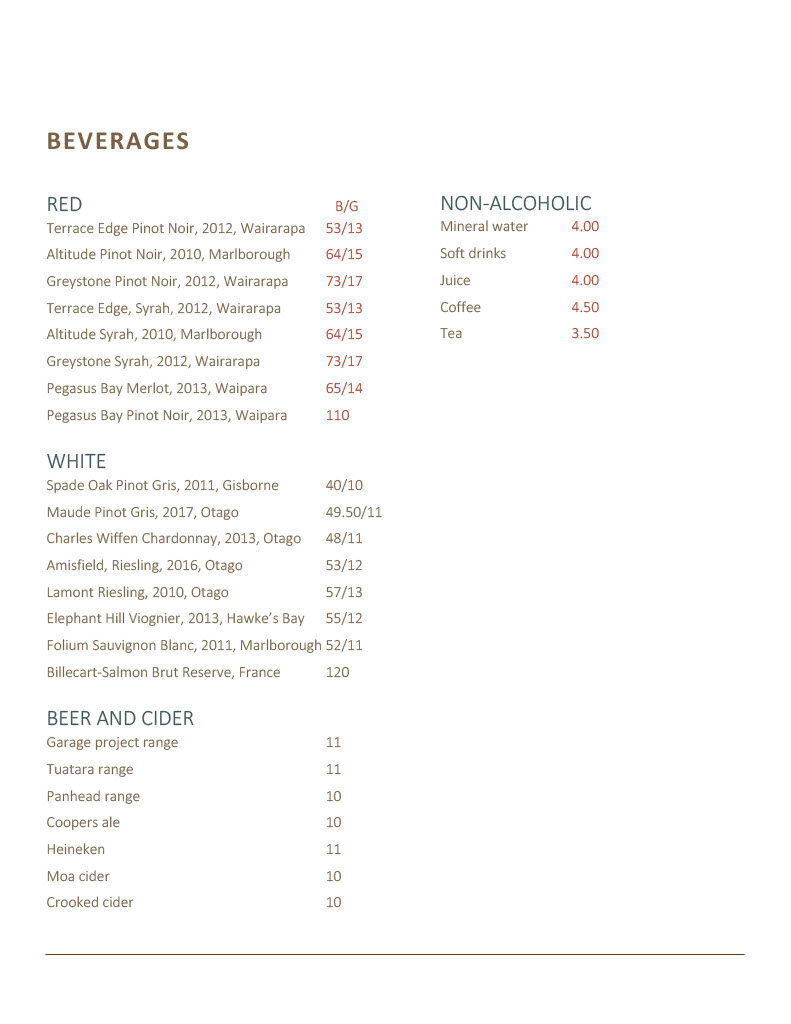 BEVERAGES
RED B/G
Terrace Edge Pinot Noir, 2012, Wairarapa 53/13
Altitude Pinot Noir, 2010, Marlborough 64/15
Greystone Pinot Noir, 2012, Wairarapa 73/17
Terrace Edge, Syrah, 2012, Wairarapa 53/13
Altitude Syrah, 2010, Marlborough 64/15
Greystone Syrah, 2012, Wairarapa 73/17
Pegasus Bay Merlot, 2013, Waipara 65/14
Pegasus Bay Pinot Noir, 2013, Waipara 110
WHITE
Spade Oak Pinot Gris, 2011, Gisborne 40/10
Maude Pinot Gris, 2017, Otago 49.50/11
Charles Wiffen Chardonnay, 2013, Otago 48/11
Amisfield, Riesling, 2016, Otago 53/12
Lamont Riesling, 2010, Otago 57/13
Elephant Hill Viognier, 2013, Hawke’s Bay 55/12
Folium Sauvignon Blanc, 2011, Marlborough 52/11
Billecart-Salmon Brut Reserve, France 120
BEER AND CIDER
Garage project range 11
Tuatara range 11
Panhead range 10
Coopers ale 10
Heineken 11
Moa cider 10
Crooked cider 10
NON-ALCOHOLIC
Mineral water 4.00
Soft drinks 4.00
Juice 4.00
Coffee 4.50
Tea 3.50